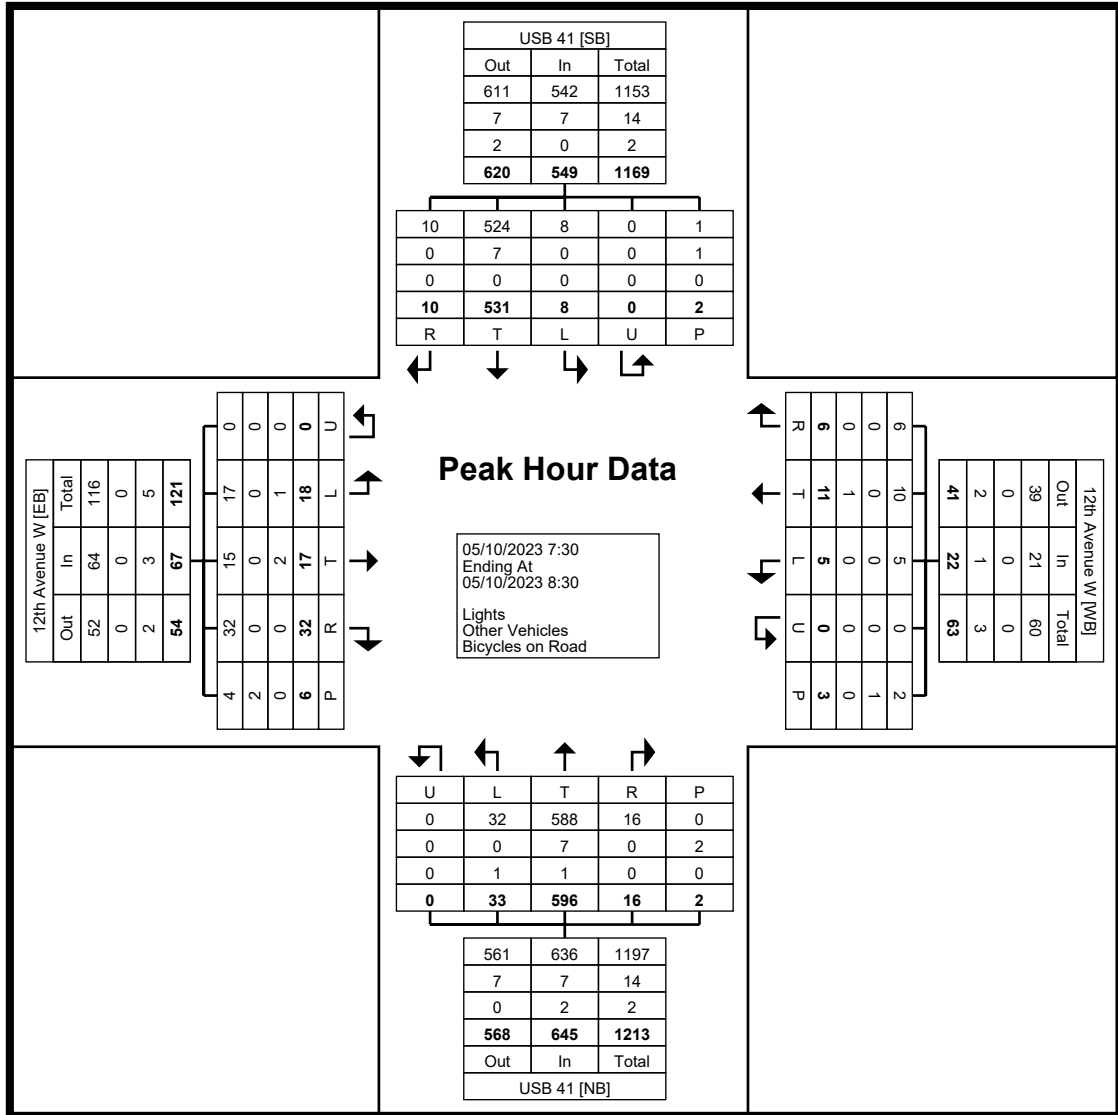 USB 41 [SB]
Out In Total
611 542 1153
7 7 14
2 0 2
620 549 1169
10 524 8 0 1
0 7 0 0 1
0 0 0 0 0
10 531 8 0 2
R T L U P
12th Avenue W [EB]
Total In Out
116 64 52
0 0 0
5 3 2
121 67 54
0 17 15 32 4
0 0 0 0 2
0 1 2 0 0
0 18 17 32 6
U L T R P
Peak Hour Data
05/10/2023 7:30
Ending At
05/10/2023 8:30
Lights
Other Vehicles
Bicycles on Road
R T L U P
6 11 5 0 3
0 1 0 0 0
0 0 0 0 1
6 10 5 0 2
41 22 63
2 1 3
0 0 0
39 21 60
Out In Total
12th Avenue W [WB]
U L T R P
0 32 588 16 0
0 0 7 0 2
0 1 1 0 0
0 33 596 16 2
561 636 1197
7 7 14
0 2 2
568 645 1213
Out In Total
USB 41 [NB]